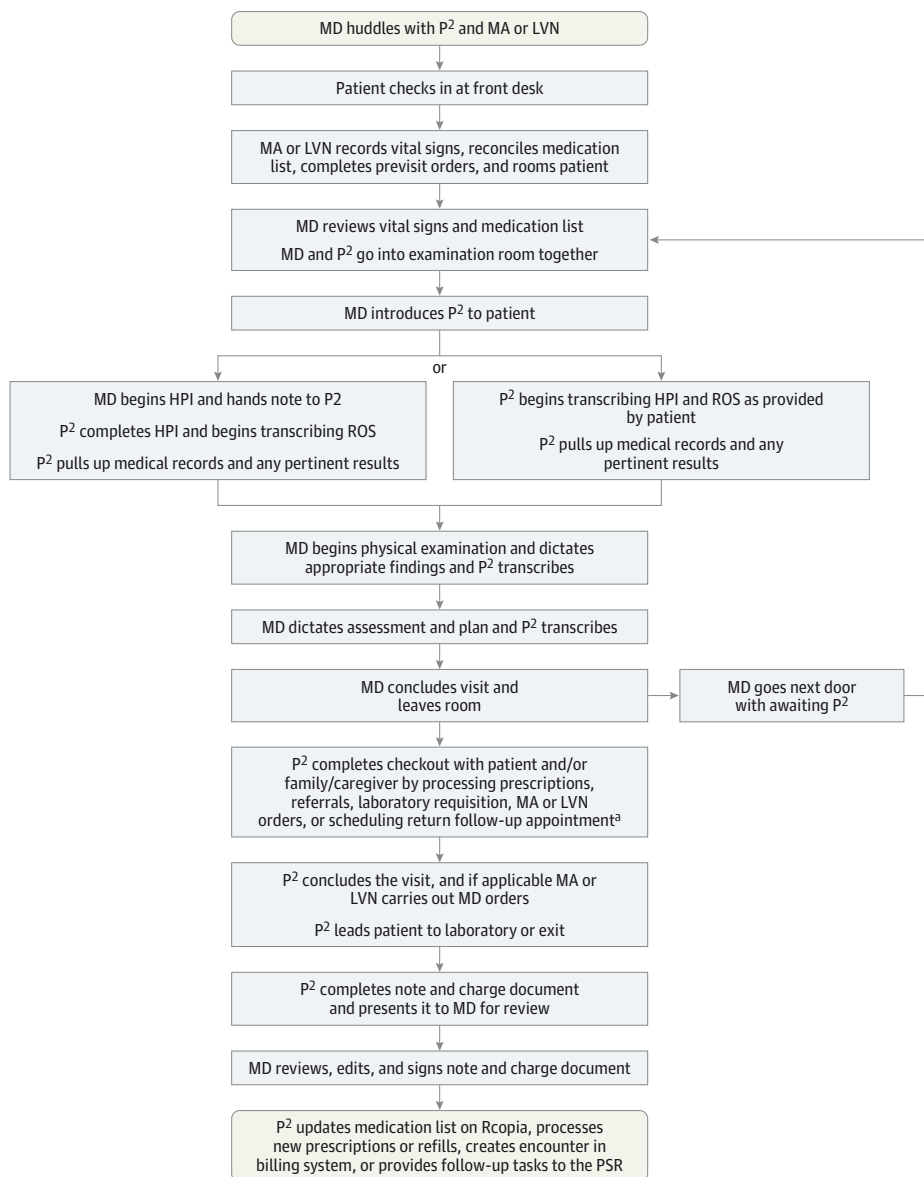 MD huddles with P² and MA or LVN
Patient checks in at front desk
MA or LVN records vital signs, reconciles medication
list, completes previsit orders, and rooms patient
MD reviews vital signs and medication list
MD and P² go into examination room together
MD introduces P² to patient
or
MD begins HPI and hands note to P2
P² completes HPI and begins transcribing ROS
P² pulls up medical records and any pertinent results
P² begins transcribing HPI and ROS as provided
by patient
P² pulls up medical records and any
pertinent results
MD begins physical examination and dictates
appropriate findings and P² transcribes
MD dictates assessment and plan and P² transcribes
MD concludes visit and
leaves room
MD goes next door
with awaiting P²
P² completes checkout with patient and/or
family/caregiver by processing prescriptions,
referrals, laboratory requisition, MA or LVN
orders, or scheduling return follow-up appointmentᵃ
P² concludes the visit, and if applicable MA or
LVN carries out MD orders
P² leads patient to laboratory or exit
P² completes note and charge document
and presents it to MD for review
MD reviews, edits, and signs note and charge document
P² updates medication list on Rcopia, processes
new prescriptions or refills, creates encounter in
billing system, or provides follow-up tasks to the PSR